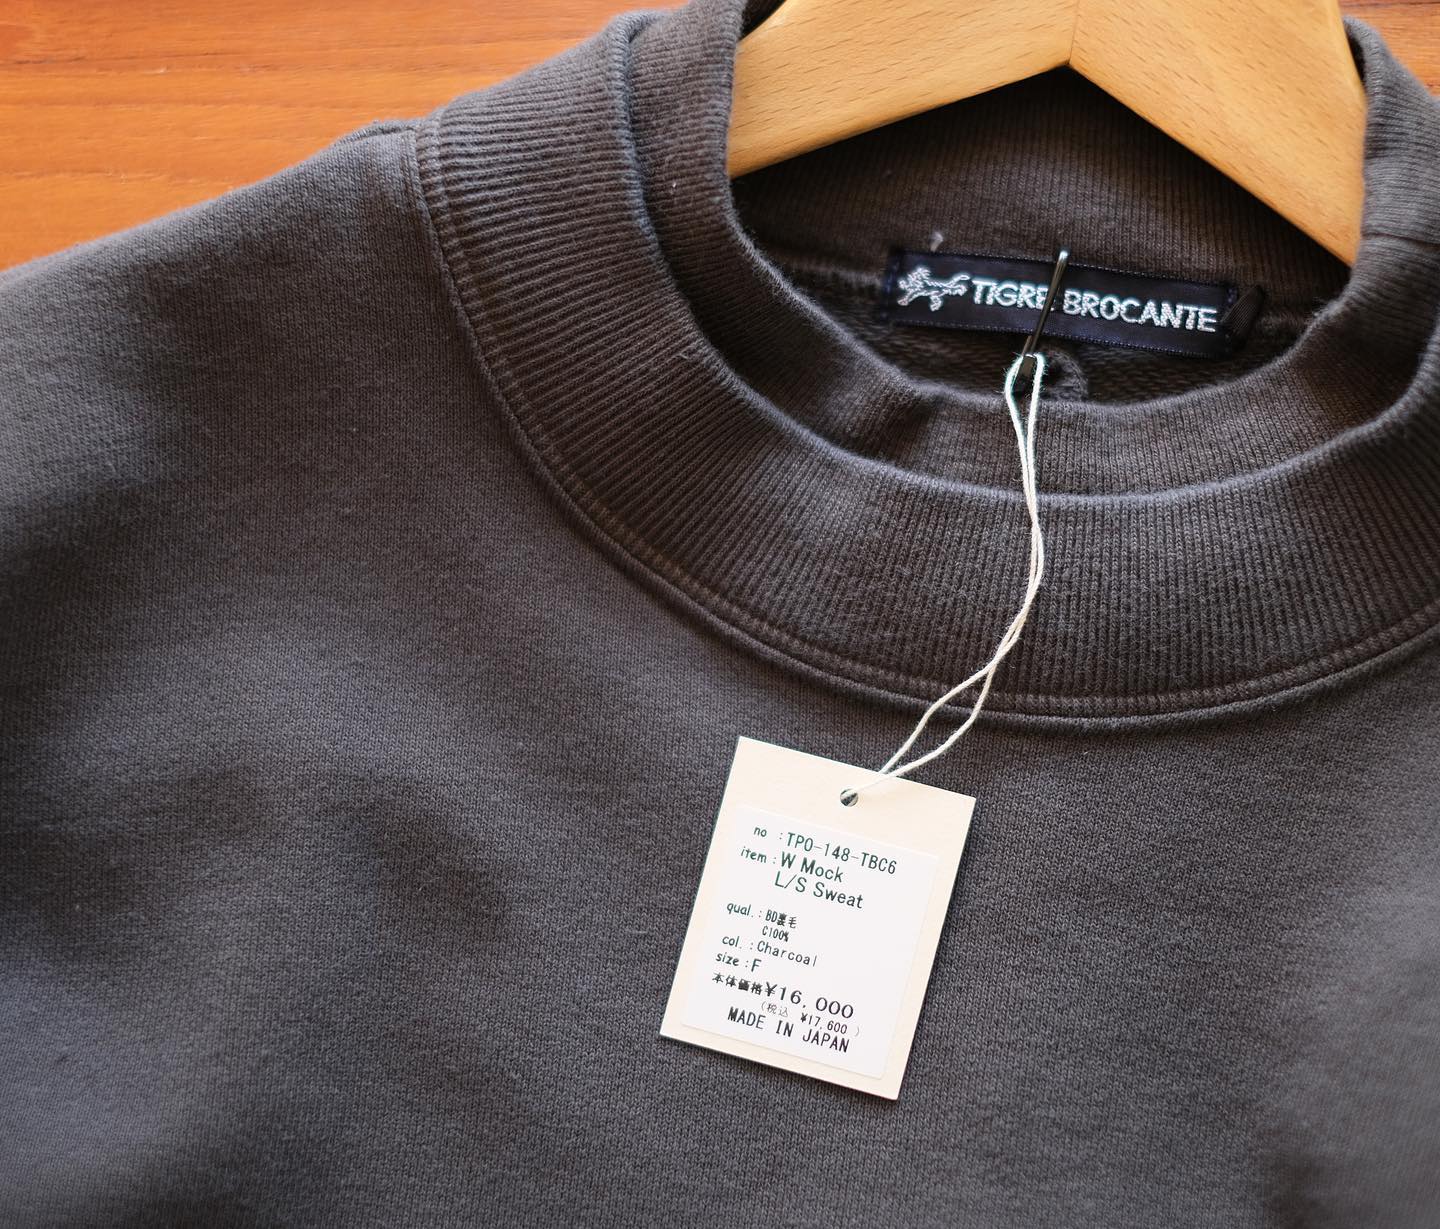 TIGRE BROCANTE
no :TPO-148-TBC6
item:W Mock
L/S Sweat
qual.:BD裏毛
C100%
col.:Charcoal
size:F
本体価格¥16,000
(税込 ¥17,600 )
MADE IN JAPAN